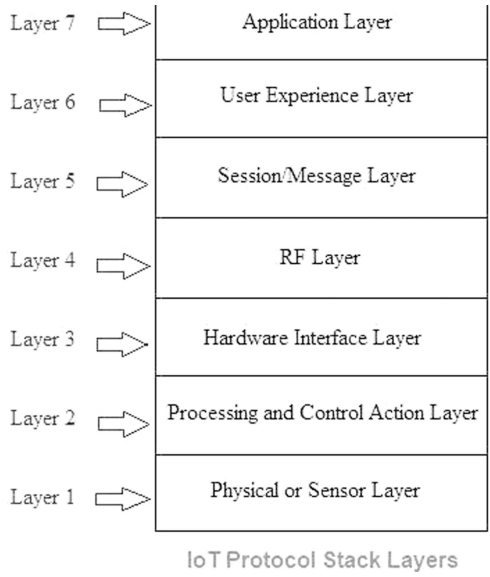 Layer 7 Application Layer
Layer 6 User Experience Layer
Layer 5 Session/Message Layer
Layer 4 RF Layer
Layer 3 Hardware Interface Layer
Layer 2 Processing and Control Action Layer
Layer 1 Physical or Sensor Layer
IoT Protocol Stack Layers